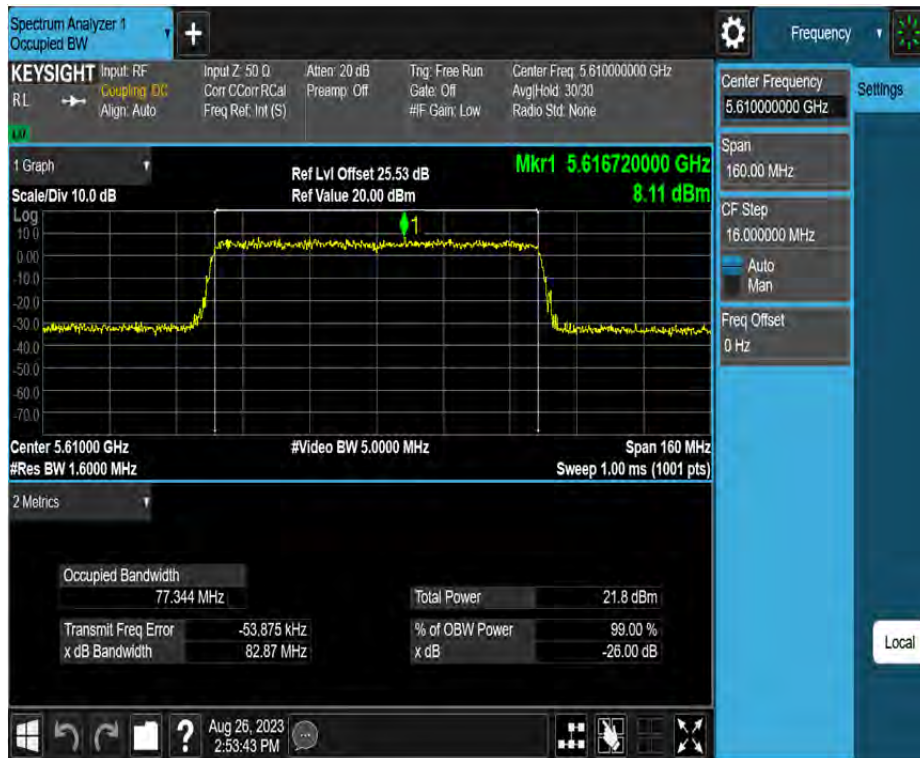 Spectrum Analyzer 1
Occupied BW
+
Frequency
KEYSIGHT Input: RF Input Z: 50 Ω Atten: 20 dB Trig: Free Run Center Freq: 5.610000000 GHz
RL Coupling: DC Corr CCorr RCal Preamp: Off Gate: Off Avg|Hold: 30/30
Align: Auto Freq Ref: Int (S) #IF Gain: Low Radio Std: None
Center Frequency
5.610000000 GHz
Settings
Span
160.00 MHz
CF Step
16.000000 MHz
Auto
Man
Freq Offset
0 Hz
Local
1 Graph
Scale/Div 10.0 dB
Ref Lvl Offset 25.53 dB
Ref Value 20.00 dBm
Mkr1 5.616720000 GHz
8.11 dBm
Log
10.0
0.00
-10.0
-20.0
-30.0
-40.0
-50.0
-60.0
-70.0
1
Center 5.61000 GHz #Video BW 5.0000 MHz Span 160 MHz
#Res BW 1.6000 MHz Sweep 1.00 ms (1001 pts)
2 Metrics
Occupied Bandwidth
77.344 MHz
Total Power 21.8 dBm
Transmit Freq Error -53.875 kHz % of OBW Power 99.00 %
x dB Bandwidth 82.87 MHz x dB -26.00 dB
? Aug 26, 2023
2:53:43 PM